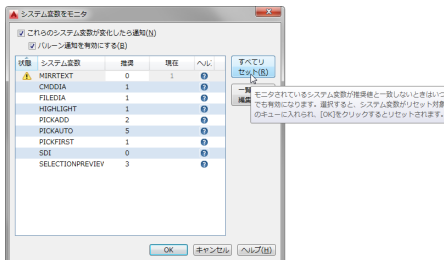 システム変数をモニタ
これらのシステム変数が変化したら通知(N)
バルーン通知を有効にする(B)
状態 システム変数 推奨 現在 ヘル:
MIRRTEXT 0 1
CMDDIA 1
FILEDIA 1
HIGHLIGHT 1
PICKADD 2
PICKAUTO 5
PICKFIRST 1
SDI 0
SELECTIONPREVIEV 3
すべてリ
セット(R)
一覧
編集
モニタされているシステム変数が推奨値と一致しないときはいつ
でも有効になります。選択すると、システム変数がリセット対象
のキューに入れられ、[OK]をクリックするとリセットされます。
OK キャンセル ヘルプ(H)